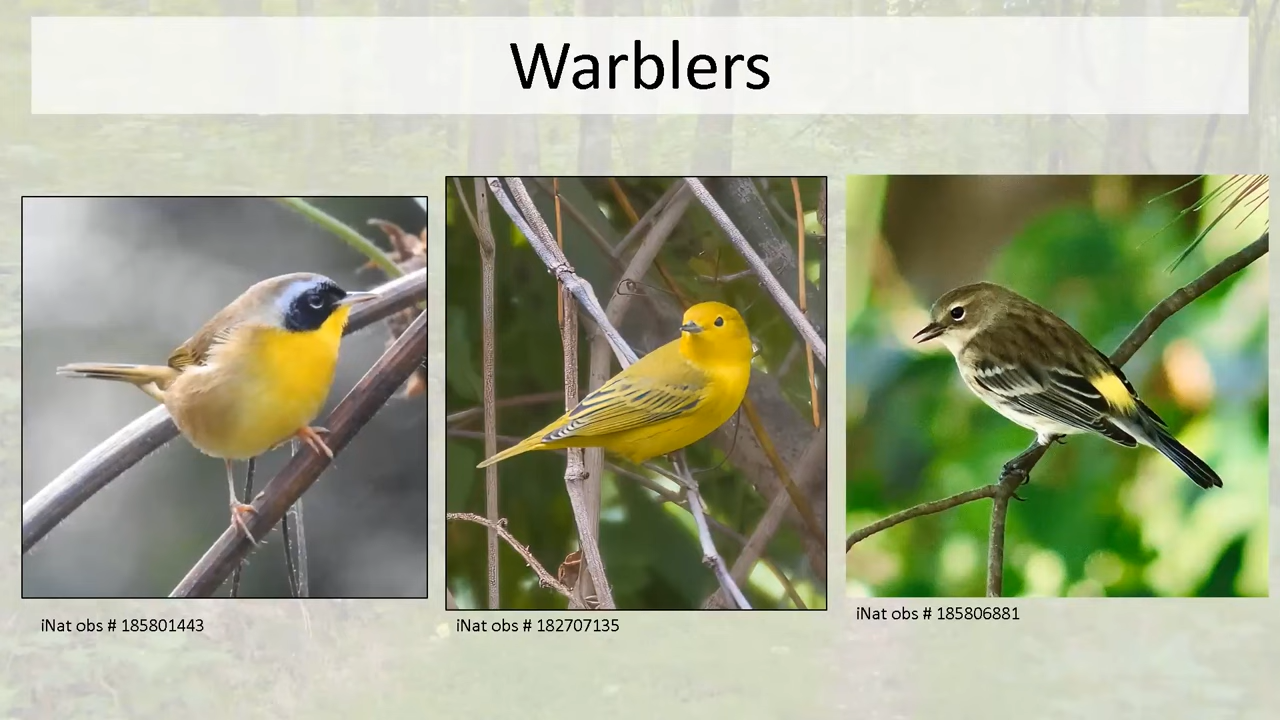 Warblers
iNat obs # 185801443
iNat obs # 182707135
iNat obs # 185806881